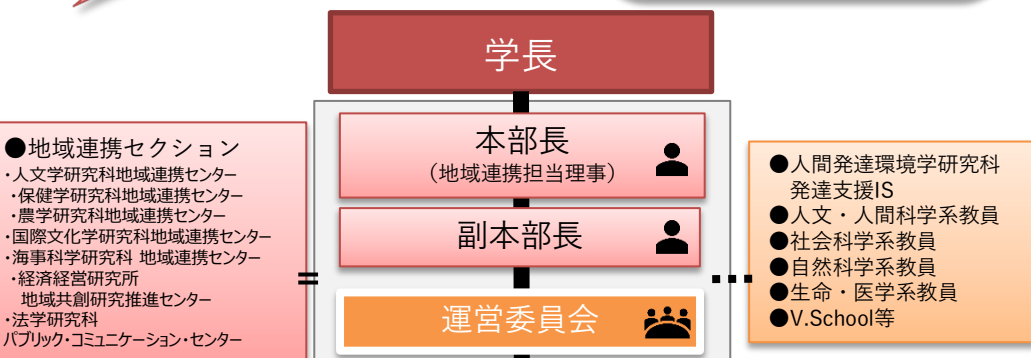 学長
本部長
(地域連携担当理事)
副本部長
運営委員会
●地域連携セクション
・人文学研究科地域連携センター
・保健学研究科地域連携センター
・農学研究科地域連携センター
・国際文化学研究科地域連携センター
・海事科学研究科 地域連携センター
・経済経営研究所
地域共創研究推進センター
・法学研究科
パブリック・コミュニケーション・センター
=
●人間発達環境学研究科
発達支援IS
●人文・人間科学系教員
●社会科学系教員
●自然科学系教員
●生命・医学系教員
●V.School等